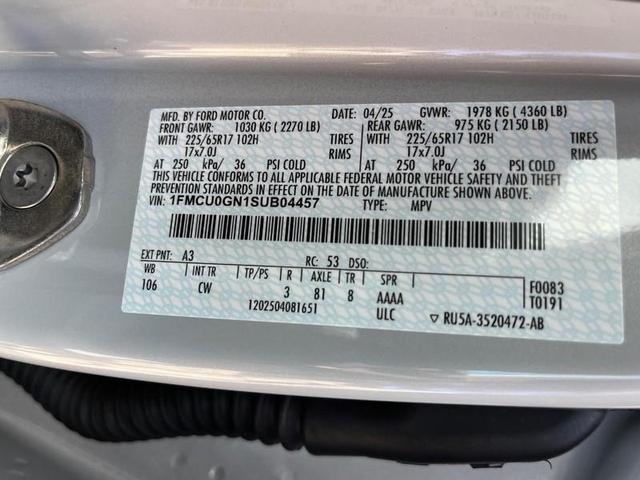 MFD. BY FORD MOTOR CO. 04/25 GVWR: 1978 KG ( 4360 LB)
FRONT GAWR: 1030 KG ( 2270 LB) REAR GAWR: 975 KG ( 2150 LB)
WITH 225/65R17 102H TIRES WITH 225/65R17 102H TIRES
17x7.0J RIMS 17x7.0J RIMS
AT 250 kPa/ 36 PSI COLD AT 250 kPa/ 36 PSI COLD
THIS VEHICLE CONFORMS TO ALL APPLICABLE FEDERAL MOTOR VEHICLE SAFETY AND THEFT
PREVENTION STANDARDS IN EFFECT ON THE DATE OF MANUFACTURE SHOWN ABOVE.
VIN: 1FMCU0GN1SUB04457 TYPE: MPV
EXT PNT: A3 RC: 53 DSO:
WB INT TR TP/PS R AXLE TR SPR F0083
106 CW 3 81 8 AAAA T0191
1202504081651 ULC ▽ RU5A-3520472-AB